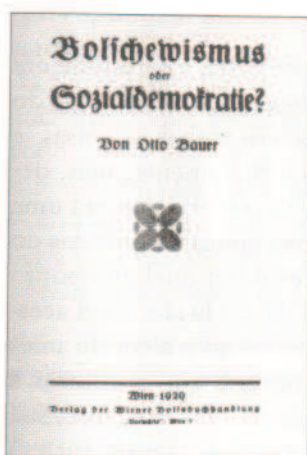 Bolschewismus
oder
Sozialdemokratie?
Von Otto Bauer
Wien 1920
Verlag der Wiener Volksbuchhandlung